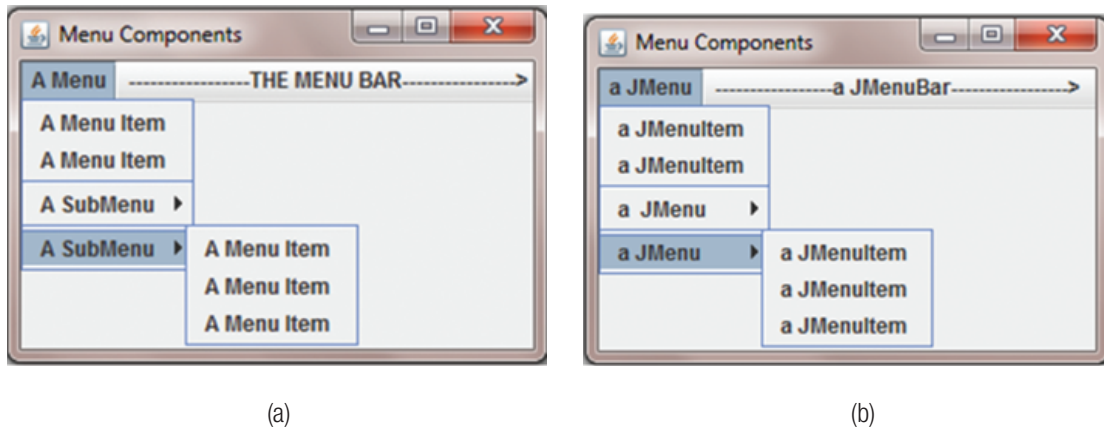 Menu Components
A Menu -----------------THE MENU BAR---------------->
A Menu Item
A Menu Item
A SubMenu
A SubMenu
A Menu Item
A Menu Item
A Menu Item
(a)
Menu Components
a JMenu -----------------a JMenuBar----------------->
a JMenuItem
a JMenuItem
a JMenu
a JMenu
a JMenuItem
a JMenuItem
a JMenuItem
(b)